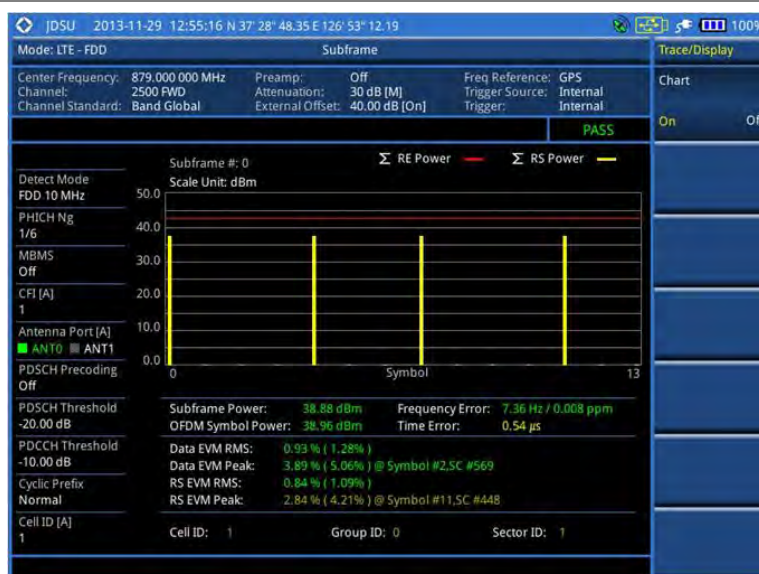 JDSU 2013-11-29 12:55:16 N 37' 28" 48.35 E 126' 53" 12.19 100%
Mode: LTE - FDD Subframe Trace/Display
Center Frequency: 879.000 000 MHz Preamp: Off Freq Reference: GPS
Channel: 2500 FWD Attenuation: 30 dB [M] Trigger Source: Internal
Channel Standard: Band Global External Offset: 40.00 dB [On] Trigger: Internal
Chart
On
PASS
Subframe #: 0 Σ RE Power Σ RS Power
Scale Unit: dBm
Detect Mode
FDD 10 MHz
PHICH Ng
1/6
MBMS
Off
CFI [A]
1
Antenna Port [A]
ANT0 ANT1
PDSCH Precoding
Off
PDSCH Threshold
-20.00 dB
PDCCH Threshold
-10.00 dB
Cyclic Prefix
Normal
Cell ID [A]
1
50.0
40.0
30.0
20.0
10.0
0.0
0 Symbol 13
Subframe Power: 38.88 dBm Frequency Error: 7.36 Hz / 0.008 ppm
OFDM Symbol Power: 38.96 dBm Time Error: 0.54 µs
Data EVM RMS: 0.93 % ( 1.28% )
Data EVM Peak: 3.89 % ( 5.06% ) @ Symbol #2,SC #569
RS EVM RMS: 0.84 % ( 1.09% )
RS EVM Peak: 2.84 % ( 4.21% ) @ Symbol #11,SC #448
Cell ID: 1 Group ID: 0 Sector ID: 1